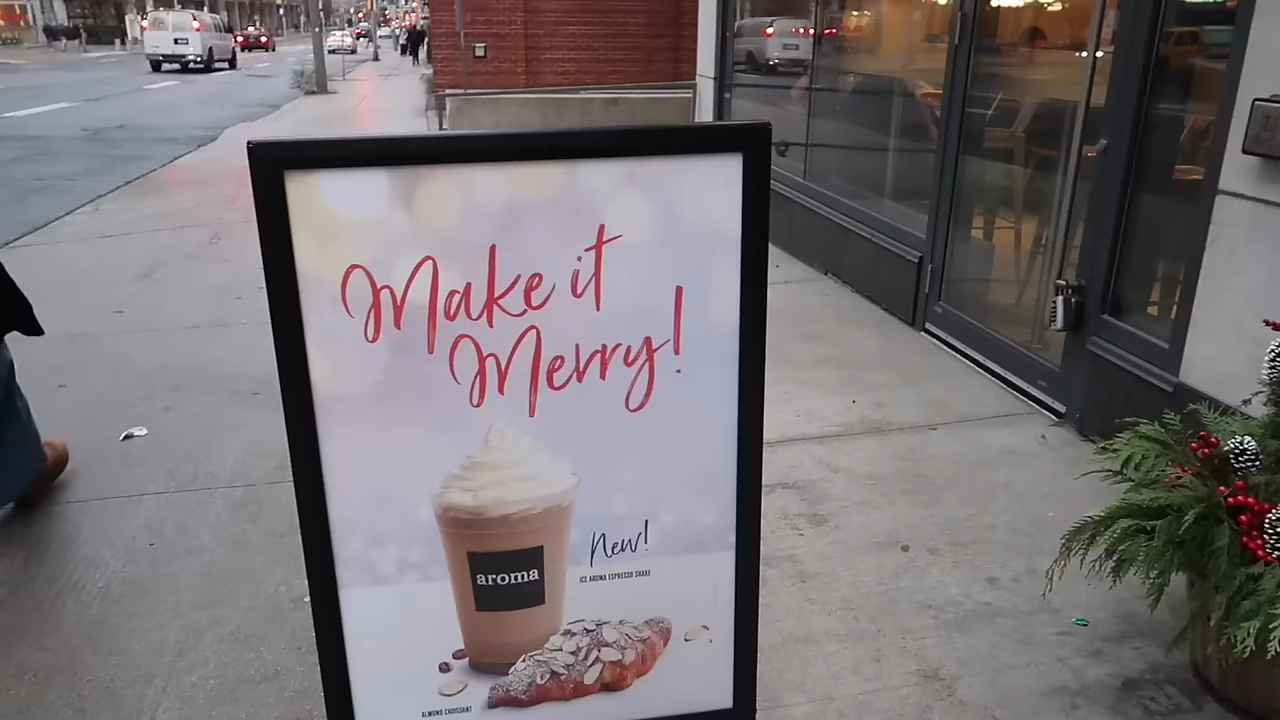 Make it
Merry!
New!
ICE AROMA ESPRESSO SHAKE
aroma
ALMOND CROISSANT